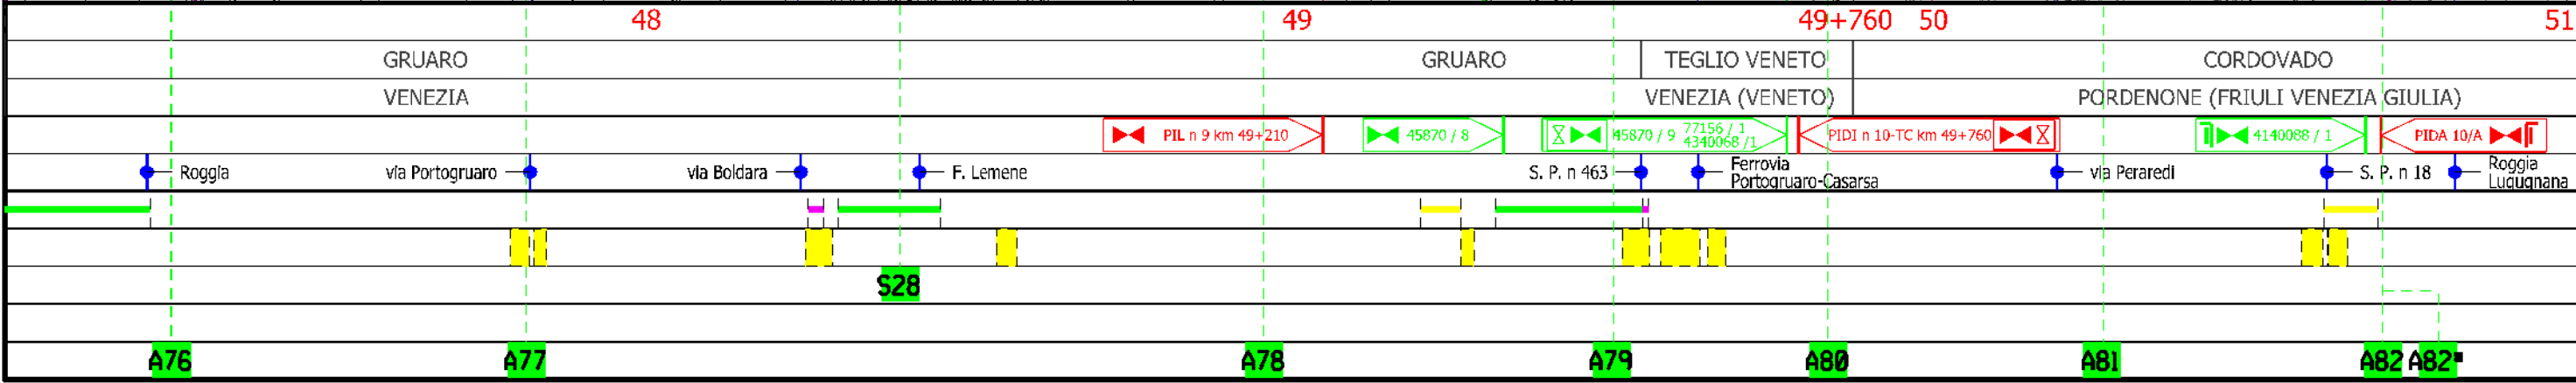 48 49 49+760 50 51
GRUARO GRUARO TEGLIO VENETO CORDOVADO
VENEZIA VENEZIA (VENETO) PORDENONE (FRIULI VENEZIA GIULIA)
PIL n 9 km 49+210 45870 / 8 45870 / 9 77156 / 1 4340068 /1 PIDI n 10-TC km 49+760 4140088 / 1 PIDA 10/A
Roggia via Portogruaro via Boldara F. Lemene S. P. n 463 Ferrovia Portogruaro-Casarsa via Peraredi S. P. n 18 Roggia Lugugnana
S28
A76 A77 A78 A79 A80 A81 A82 A82